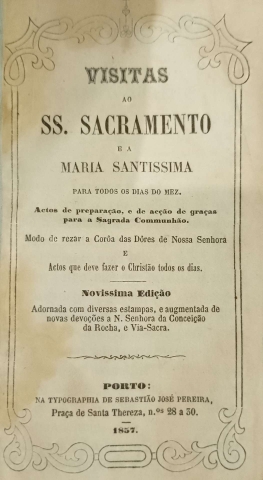 VISITAS
AO
SS. SACRAMENTO
E A
MARIA SANTISSIMA
PARA TODOS OS DIAS DO MEZ.
Actos de preparação, e de acção de graças
para a Sagrada Communhão.
Modo de rezar a Corôa das Dôres de Nossa Senhora
E
Actos que deve fazer o Christão todos os dias.
Novissima Edição
Adornada com diversas estampas, e augmentada de
novas devoções a N. Senhora da Conceição
da Rocha, e Via-Sacra.
PORTO:
NA TYPOGRAPHIA DE SEBASTIÃO JOSÉ PEREIRA,
Praça de Santa Thereza, n.os 28 a 30.
1857.